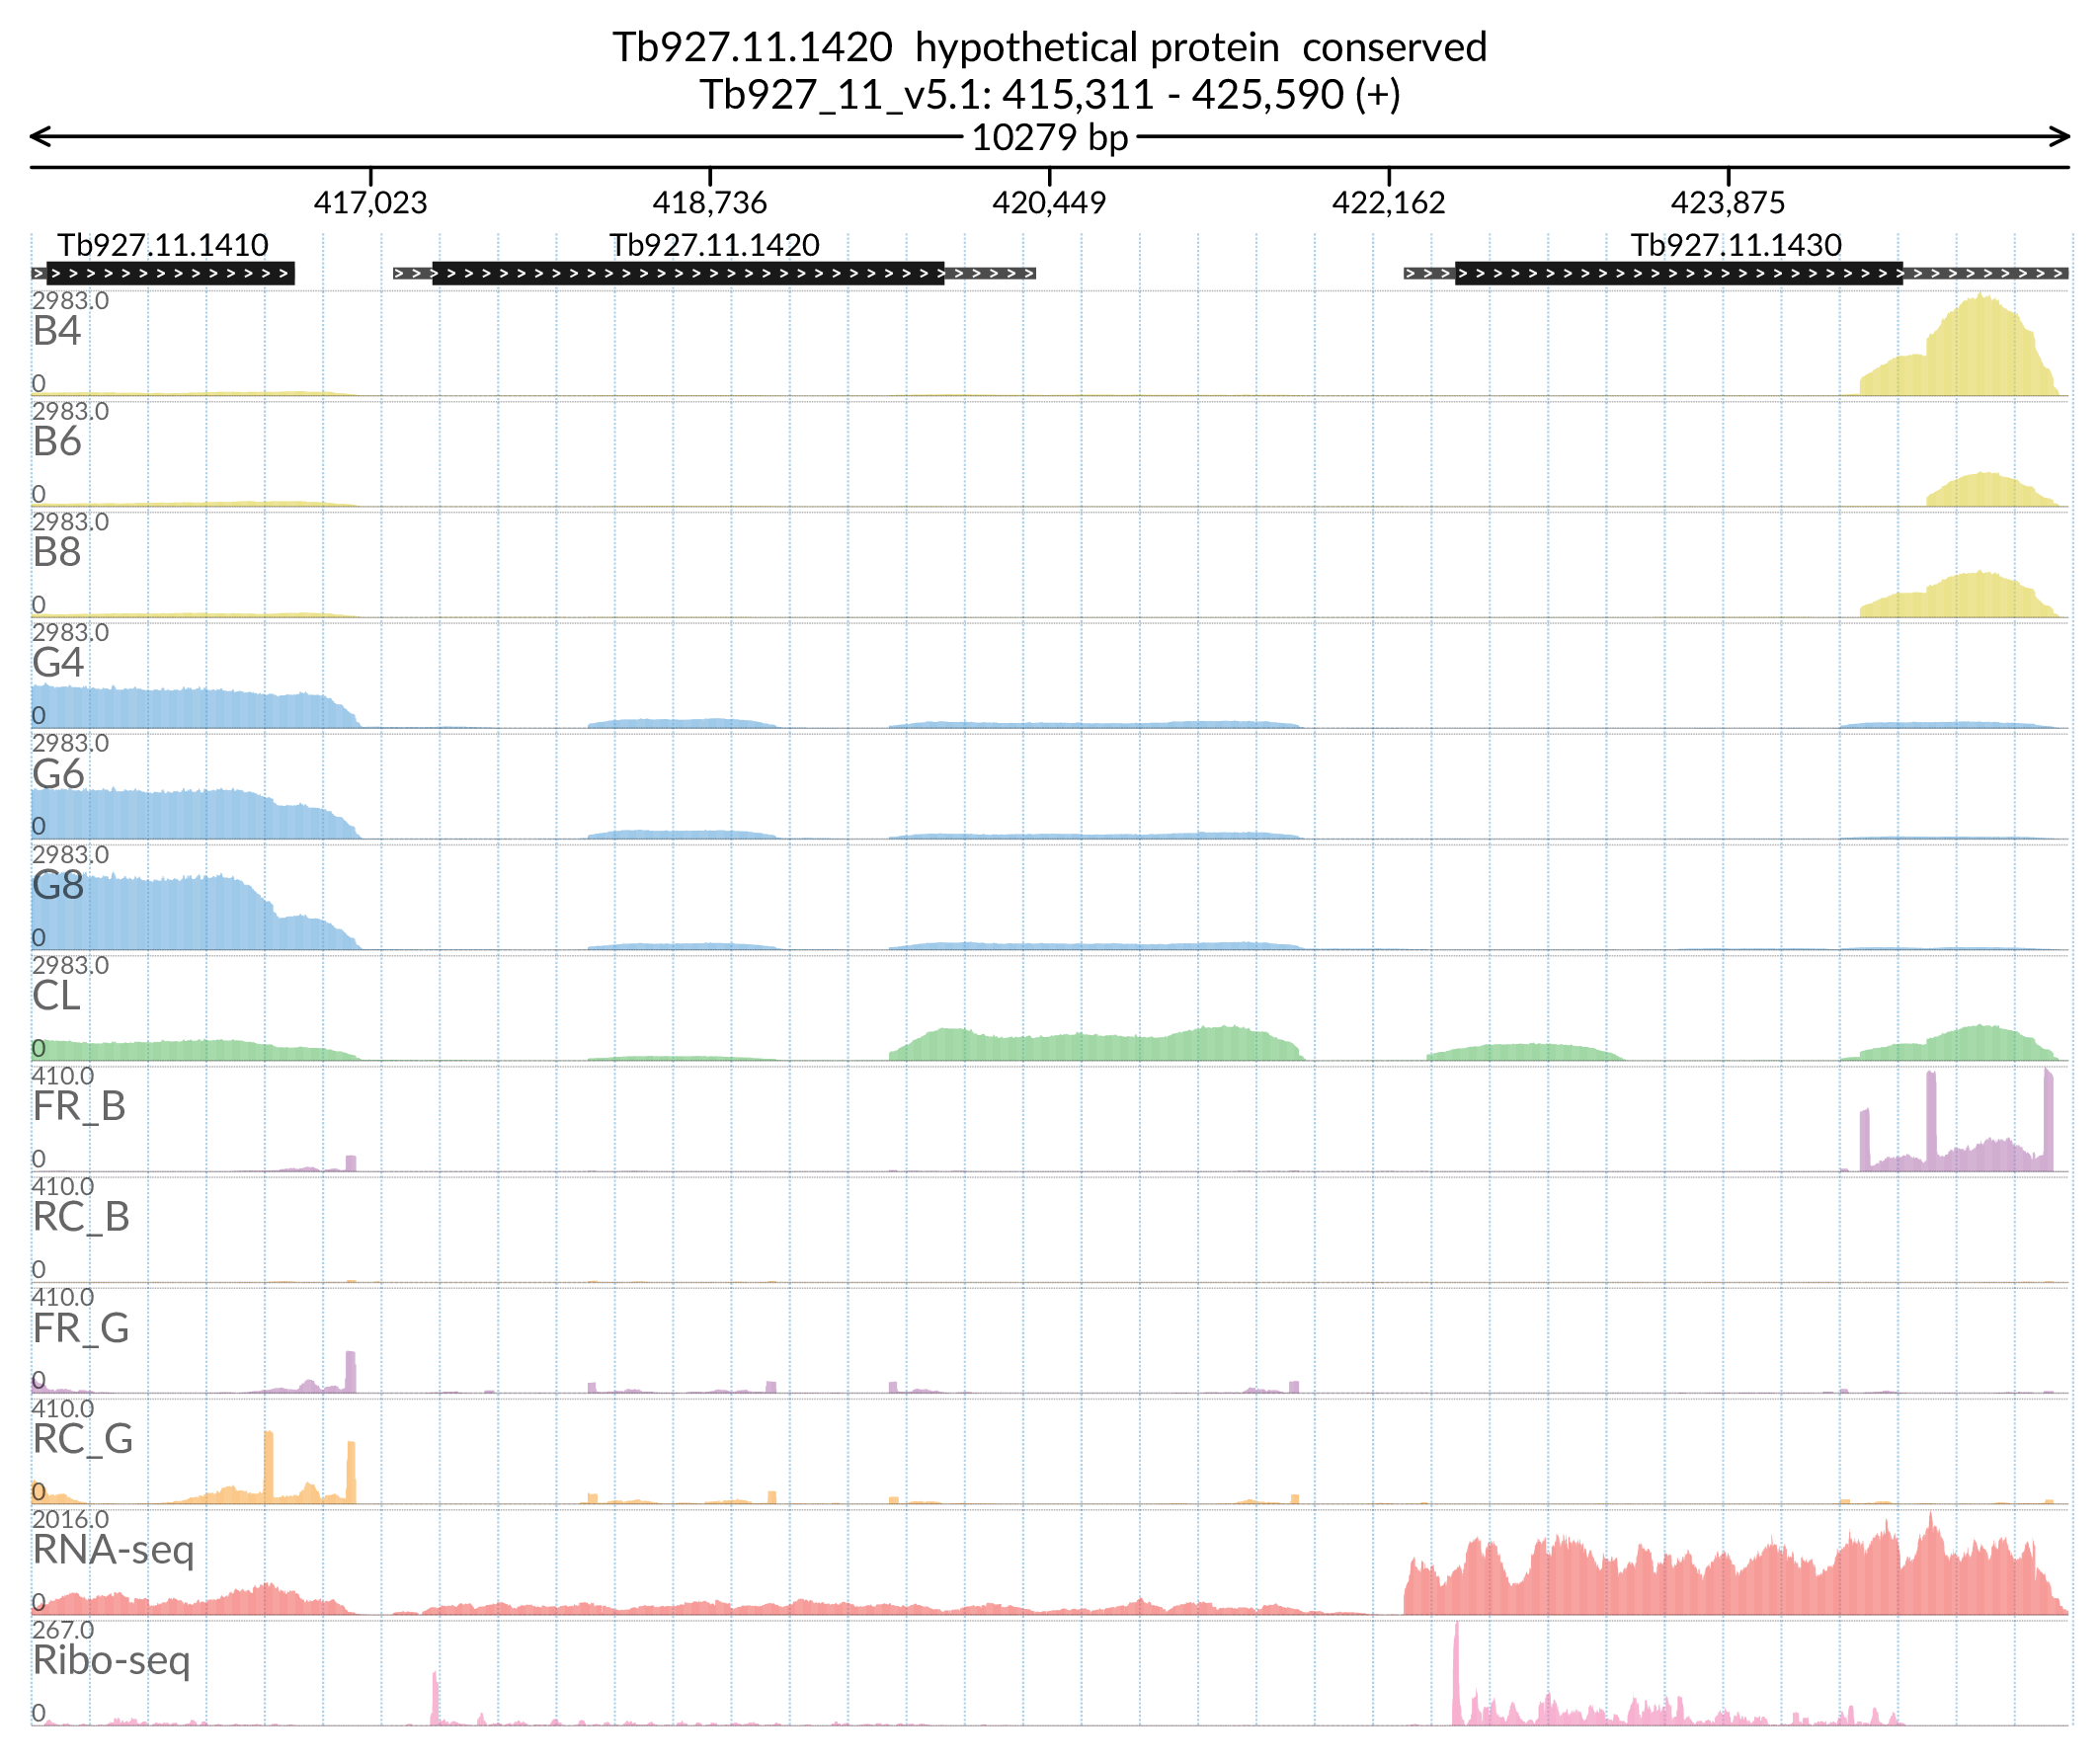 Tb927.11.1420  hypothetical protein  conserved
Tb927_11_v5.1: 415,311 - 425,590 (+)
10279 bp
417,023 418,736 420,449 422,162 423,875
Tb927.11.1410 Tb927.11.1420 Tb927.11.1430
2983.0
B4
0
2983.0
B6
0
2983.0
B8
0
2983.0
G4
0
2983.0
G6
0
2983.0
G8
0
2983.0
CL
0
410.0
FR_B
0
410.0
RC_B
0
410.0
FR_G
0
410.0
RC_G
0
2016.0
RNA-seq
0
267.0
Ribo-seq
0